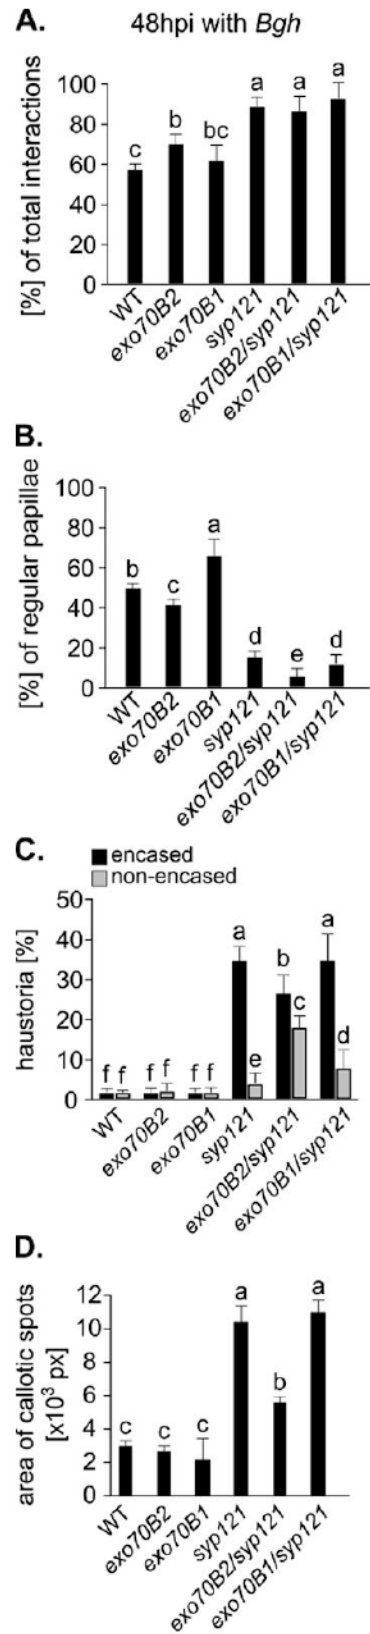 A.
48hpi with Bgh
[%] of total interactions
100
80
60
40
20
0
c
b
bc
a
a
a
WT
exo70B2
exo70B1
syp121
exo70B2/syp121
exo70B1/syp121
B.
[%] of regular papillae
100
80
60
40
20
0
b
c
a
d
e
d
WT
exo70B2
exo70B1
syp121
exo70B2/syp121
exo70B1/syp121
C.
encased
non-encased
haustoria [%]
50
40
30
20
10
0
f f
f f
f f
a
e
b
c
a
d
WT
exo70B2
exo70B1
syp121
exo70B2/syp121
exo70B1/syp121
D.
area of callotic spots
[x10³ px]
12
10
8
6
4
2
0
c
c
c
a
b
a
WT
exo70B2
exo70B1
syp121
exo70B2/syp121
exo70B1/syp121